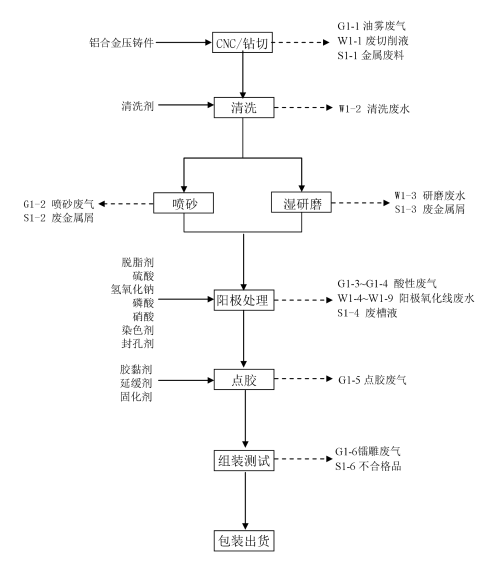 铝合金压铸件
CNC/钻切
G1-1 油雾废气
W1-1 废切削液
S1-1 金属废料
清洗剂
清洗
W1-2 清洗废水
G1-2 喷砂废气
S1-2 废金属屑
喷砂
湿研磨
W1-3 研磨废水
S1-3 废金属屑
脱脂剂
硫酸
氢氧化钠
磷酸
硝酸
染色剂
封孔剂
阳极处理
G1-3~G1-4 酸性废气
W1-4~W1-9 阳极氧化线废水
S1-4 废槽液
胶黏剂
延缓剂
固化剂
点胶
G1-5 点胶废气
组装测试
G1-6镭雕废气
S1-6 不合格品
包装出货